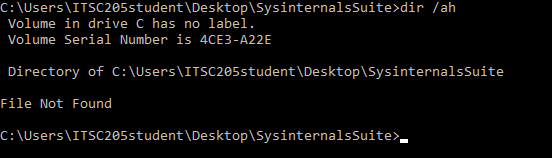 C:\Users\ITSC205student\Desktop\SysinternalsSuite>dir /ah
Volume in drive C has no label.
Volume Serial Number is 4CE3-A22E
Directory of C:\Users\ITSC205student\Desktop\SysinternalsSuite
File Not Found
C:\Users\ITSC205student\Desktop\SysinternalsSuite>